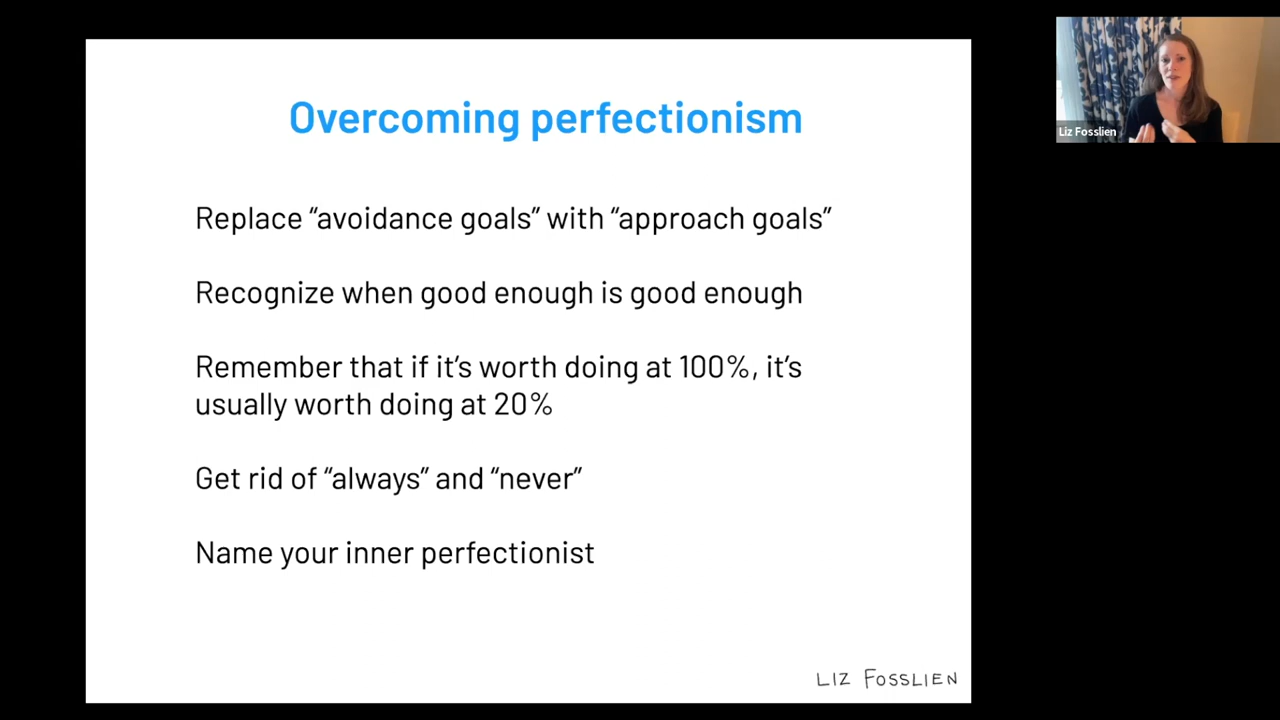 Overcoming perfectionism
Replace “avoidance goals” with “approach goals”
Recognize when good enough is good enough
Remember that if it’s worth doing at 100%, it’s
usually worth doing at 20%
Get rid of “always” and “never”
Name your inner perfectionist
LIZ FOSSLIEN
Liz Fosslien